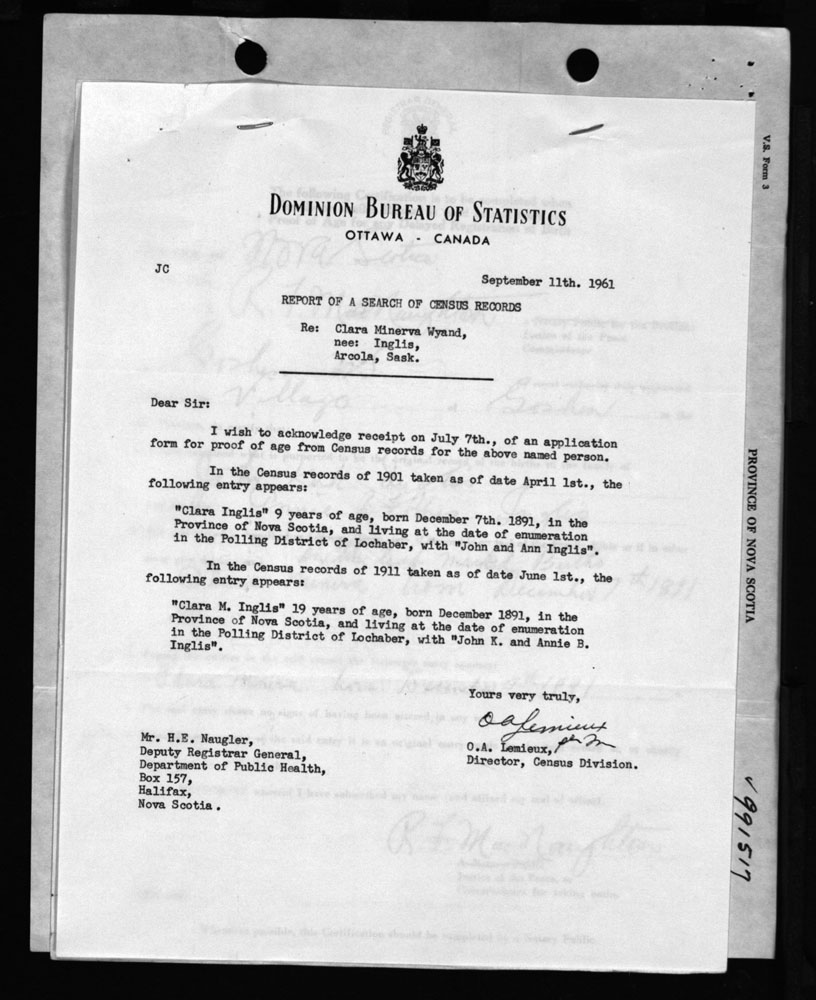 DOMINION BUREAU OF STATISTICS
OTTAWA - CANADA
JC
September 11th. 1961
REPORT OF A SEARCH OF CENSUS RECORDS
Re: Clara Minerva Wyand,
nee: Inglis,
Arcola, Sask.
Dear Sir:
I wish to acknowledge receipt on July 7th., of an application
form for proof of age from Census records for the above named person.
In the Census records of 1901 taken as of date April 1st., the
following entry appears:
"Clara Inglis" 9 years of age, born December 7th. 1891, in the
Province of Nova Scotia, and living at the date of enumeration
in the Polling District of Lochaber, with "John and Ann Inglis".
In the Census records of 1911 taken as of date June 1st., the
following entry appears:
"Clara M. Inglis" 19 years of age, born December 1891, in the
Province of Nova Scotia, and living at the date of enumeration
in the Polling District of Lochaber, with "John K. and Annie B.
Inglis".
Yours very truly,
O A Lemieux
per M
O.A. Lemieux,
Director, Census Division.
Mr. H.E. Naugler,
Deputy Registrar General,
Department of Public Health,
Box 157,
Halifax,
Nova Scotia.
V.S. Form 3
PROVINCE OF NOVA SCOTIA
V 991517